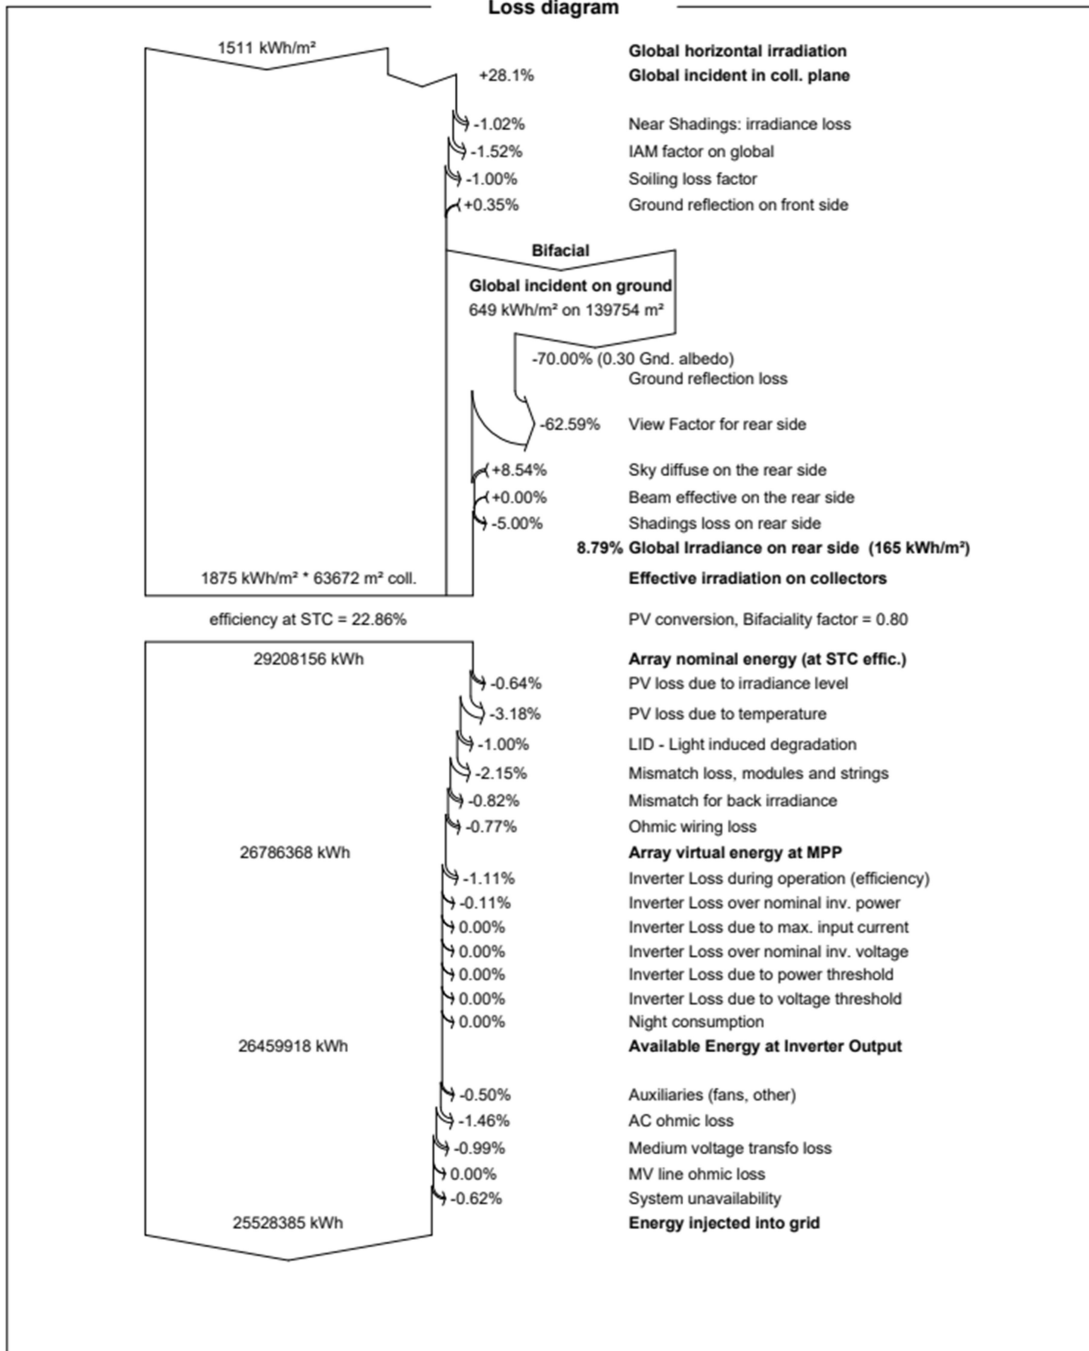 Loss diagram
1511 kWh/m² Global horizontal irradiation
+28.1% Global incident in coll. plane
-1.02% Near Shadings: irradiance loss
-1.52% IAM factor on global
-1.00% Soiling loss factor
+0.35% Ground reflection on front side
Bifacial
Global incident on ground
649 kWh/m² on 139754 m²
-70.00% (0.30 Gnd. albedo)
Ground reflection loss
-62.59% View Factor for rear side
+8.54% Sky diffuse on the rear side
+0.00% Beam effective on the rear side
-5.00% Shadings loss on rear side
8.79% Global Irradiance on rear side (165 kWh/m²)
1875 kWh/m² * 63672 m² coll. Effective irradiation on collectors
efficiency at STC = 22.86% PV conversion, Bifaciality factor = 0.80
29208156 kWh Array nominal energy (at STC effic.)
-0.64% PV loss due to irradiance level
-3.18% PV loss due to temperature
-1.00% LID - Light induced degradation
-2.15% Mismatch loss, modules and strings
-0.82% Mismatch for back irradiance
-0.77% Ohmic wiring loss
26786368 kWh Array virtual energy at MPP
-1.11% Inverter Loss during operation (efficiency)
-0.11% Inverter Loss over nominal inv. power
0.00% Inverter Loss due to max. input current
0.00% Inverter Loss over nominal inv. voltage
0.00% Inverter Loss due to power threshold
0.00% Inverter Loss due to voltage threshold
0.00% Night consumption
26459918 kWh Available Energy at Inverter Output
-0.50% Auxiliaries (fans, other)
-1.46% AC ohmic loss
-0.99% Medium voltage transfo loss
0.00% MV line ohmic loss
-0.62% System unavailability
25528385 kWh Energy injected into grid